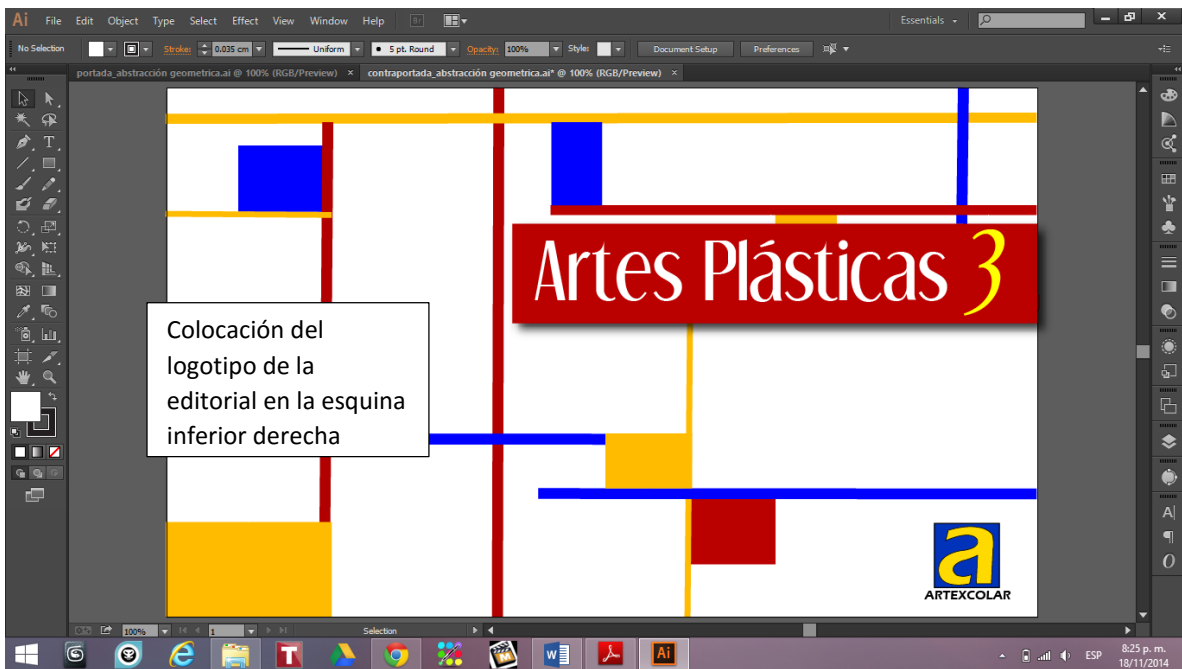 Ai File Edit Object Type Select Effect View Window Help Br Essentials
No Selection Stroke: 0.035 cm Uniform 5 pt. Round Opacity: 100% Style: Document Setup Preferences
portada_abstracción geometrica.ai @ 100% (RGB/Preview) × contraportada_abstracción geometrica.ai* @ 100% (RGB/Preview) ×
Artes Plásticas 3
Colocación del
logotipo de la
editorial en la esquina
inferior derecha
a
ARTEXCOLAR
100% 1 Selection
ESP 8:25 p. m.
18/11/2014